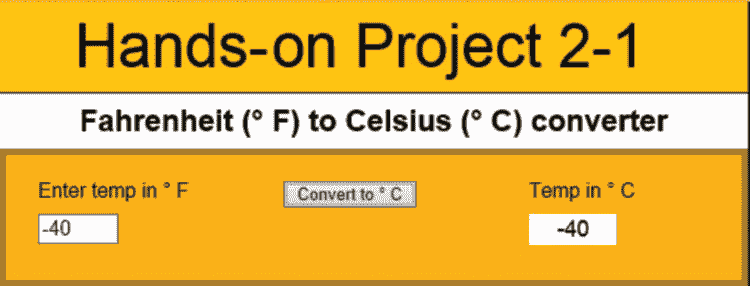 Hands-on Project 2-1
Fahrenheit (° F) to Celsius (° C) converter
Enter temp in ° F
Convert to ° C
Temp in ° C
-40
-40